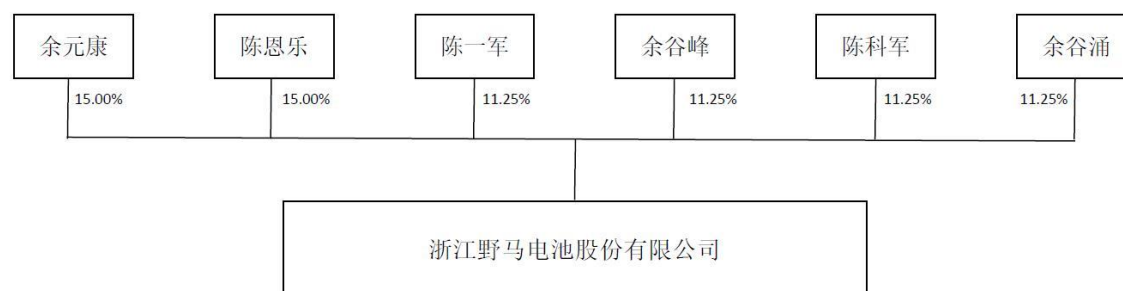 余元康
陈恩乐
陈一军
余谷峰
陈科军
余谷涌
15.00%
15.00%
11.25%
11.25%
11.25%
11.25%
浙江野马电池股份有限公司